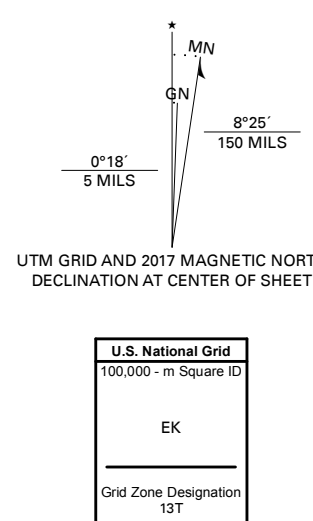 ★
MN
GN
8°25´
150 MILS
0°18´
5 MILS
UTM GRID AND 2017 MAGNETIC NORT
DECLINATION AT CENTER OF SHEET
U.S. National Grid
100,000 - m Square ID
EK
Grid Zone Designation
13T